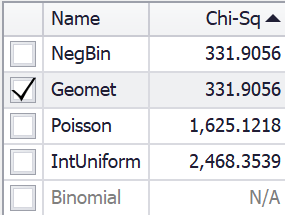 Name Chi-Sq
NegBin 331.9056
Geomet 331.9056
Poisson 1,625.1218
IntUniform 2,468.3539
Binomial N/A